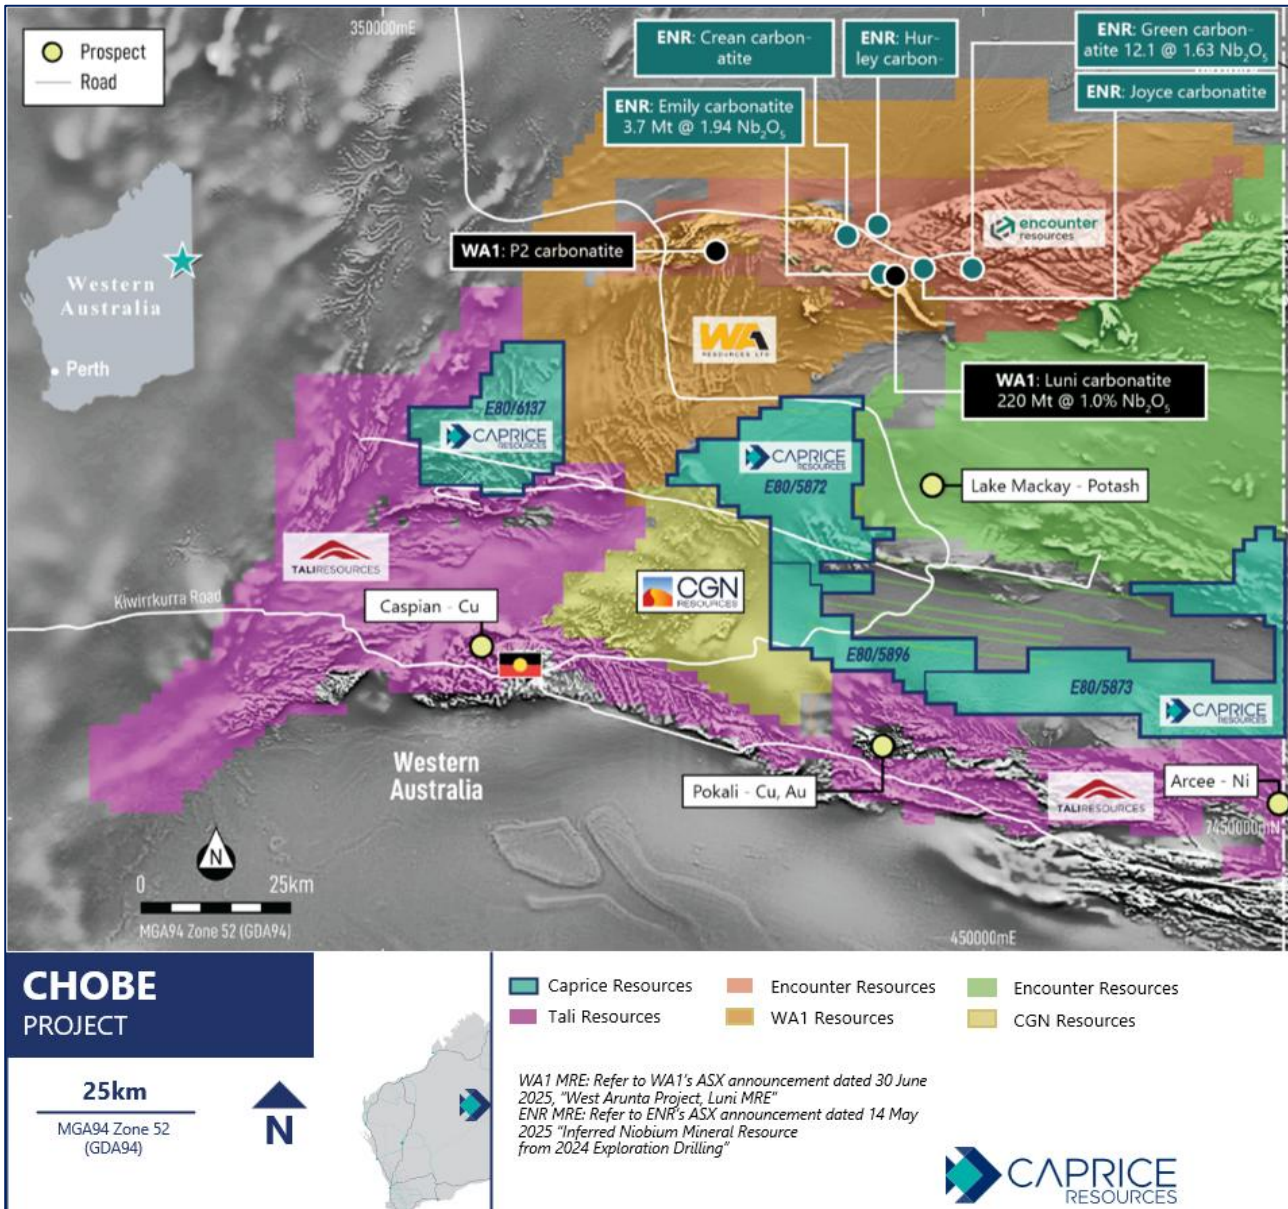 Prospect
Road
350000mE
ENR: Crean carbon-
atite
ENR: Hur-
ley carbon-
ENR: Green carbon-
atite 12.1 @ 1.63 Nb₂O₅
ENR: Joyce carbonatite
ENR: Emily carbonatite
3.7 Mt @ 1.94 Nb₂O₅
encounter
resources
WA1: P2 carbonatite
Western
Australia
Perth
WA
RESOURCES LTD
WA1: Luni carbonatite
220 Mt @ 1.0% Nb₂O₅
E80/6137
CAPRICE
RESOURCES
CAPRICE
RESOURCES
E80/5872
Lake Mackay - Potash
TALIRESOURCES
CGN
RESOURCES
Kiwirrkurra Road
Caspian - Cu
E80/5896
E80/5873
CAPRICE
RESOURCES
Western
Australia
Pokali - Cu, Au
TALIRESOURCES
Arcee - Ni
7450000mN
N
0 25km
MGA94 Zone 52 (GDA94)
450000mE
CHOBE
PROJECT
25km
MGA94 Zone 52
(GDA94)
N
Caprice Resources
Encounter Resources
Encounter Resources
Tali Resources
WA1 Resources
CGN Resources
WA1 MRE: Refer to WA1's ASX announcement dated 30 June
2025, "West Arunta Project, Luni MRE"
ENR MRE: Refer to ENR's ASX announcement dated 14 May
2025 "Inferred Niobium Mineral Resource
from 2024 Exploration Drilling"
CAPRICE
RESOURCES